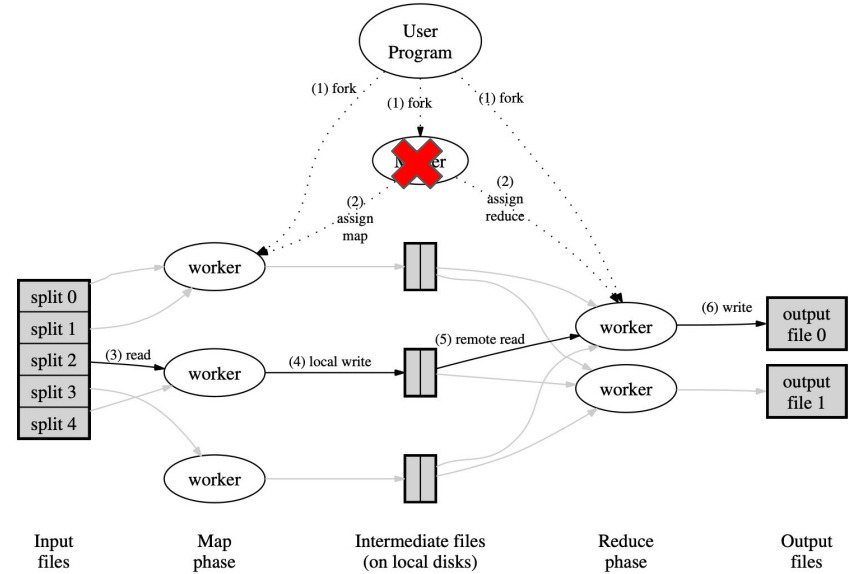 User
Program
(1) fork
(1) fork
(1) fork
(2)
assign
map
(2)
assign
reduce
worker
split 0
split 1
split 2
split 3
split 4
(3) read
worker
(4) local write
(5) remote read
worker
(6) write
output
file 0
worker
output
file 1
worker
Input
files
Map
phase
Intermediate files
(on local disks)
Reduce
phase
Output
files